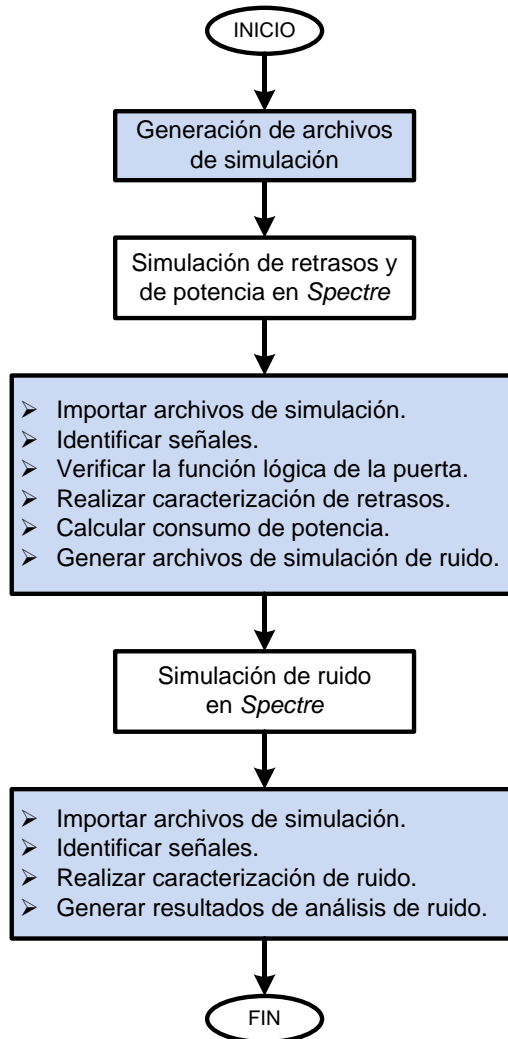 INICIO
Generación de archivos
de simulación
Simulación de retrasos y
de potencia en Spectre
➢ Importar archivos de simulación.
➢ Identificar señales.
➢ Verificar la función lógica de la puerta.
➢ Realizar caracterización de retrasos.
➢ Calcular consumo de potencia.
➢ Generar archivos de simulación de ruido.
Simulación de ruido
en Spectre
➢ Importar archivos de simulación.
➢ Identificar señales.
➢ Realizar caracterización de ruido.
➢ Generar resultados de análisis de ruido.
FIN